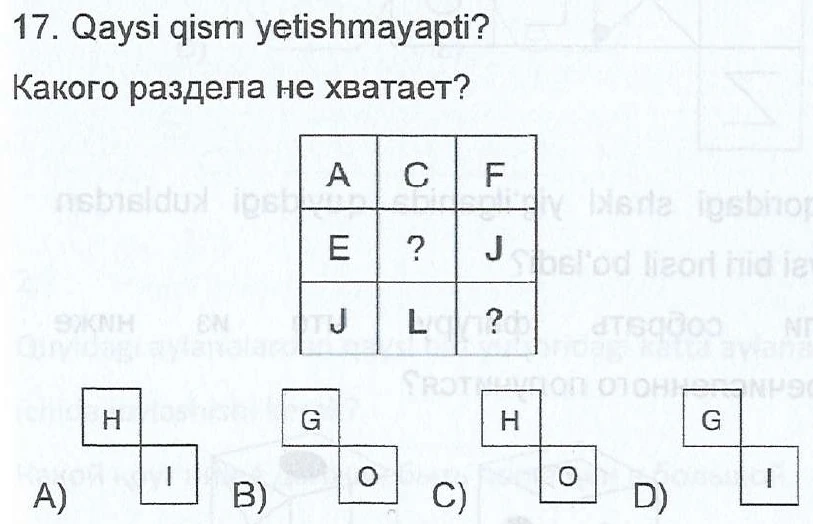 17. Qaysi qism yetishmayapti?
Какого раздела не хватает?
A C F
E ? J
J L ?
H G H G
A) I B) O C) O D) I